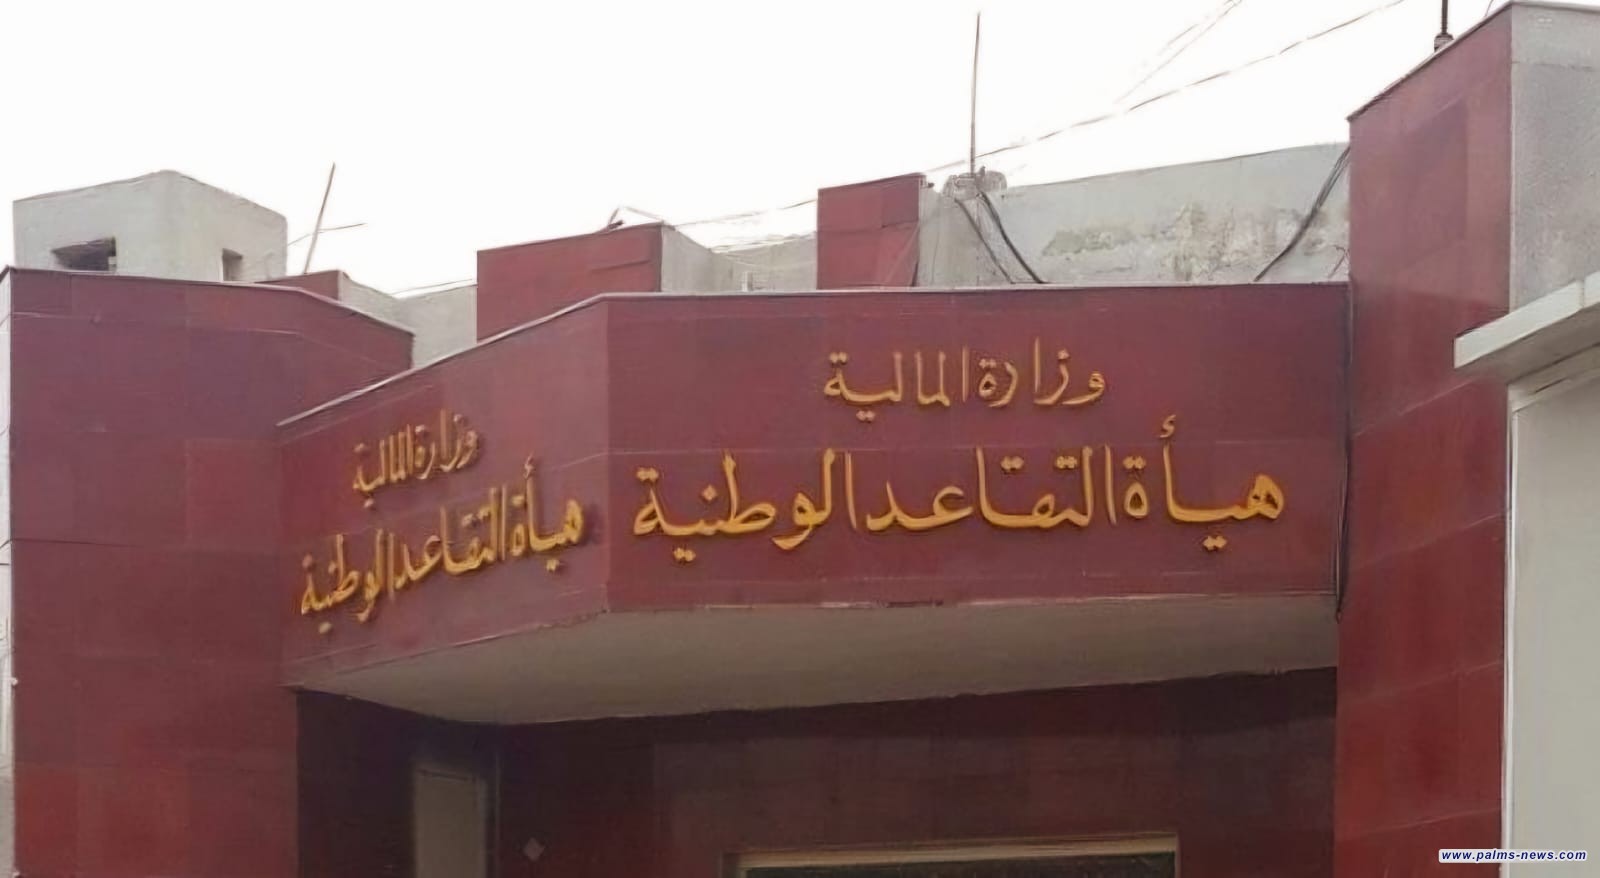 وزارة المالية
هيأة التقاعد الوطنية
وزارة المالية
هيأة التقاعد الوطنية
www.palms-news.com